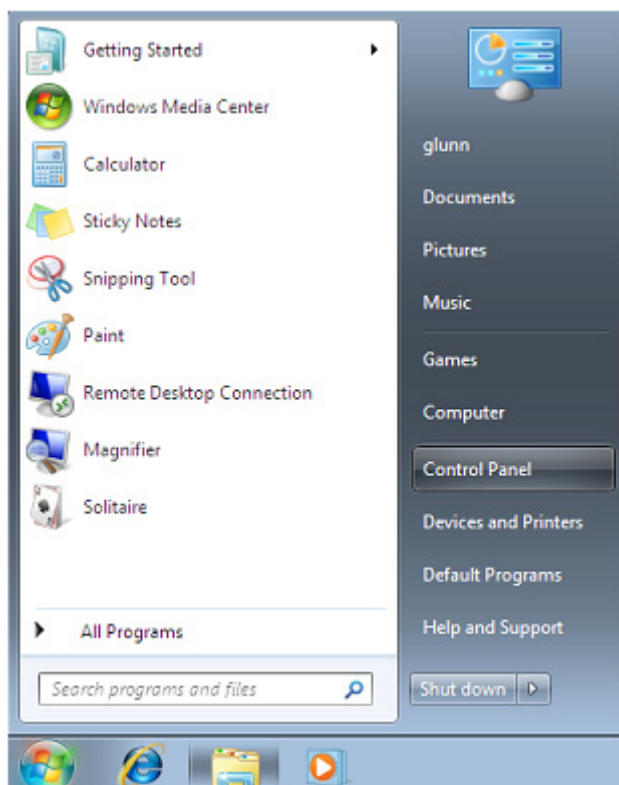 Getting Started
Windows Media Center
Calculator
Sticky Notes
Snipping Tool
Paint
Remote Desktop Connection
Magnifier
Solitaire
All Programs
Search programs and files
glunn
Documents
Pictures
Music
Games
Computer
Control Panel
Devices and Printers
Default Programs
Help and Support
Shut down